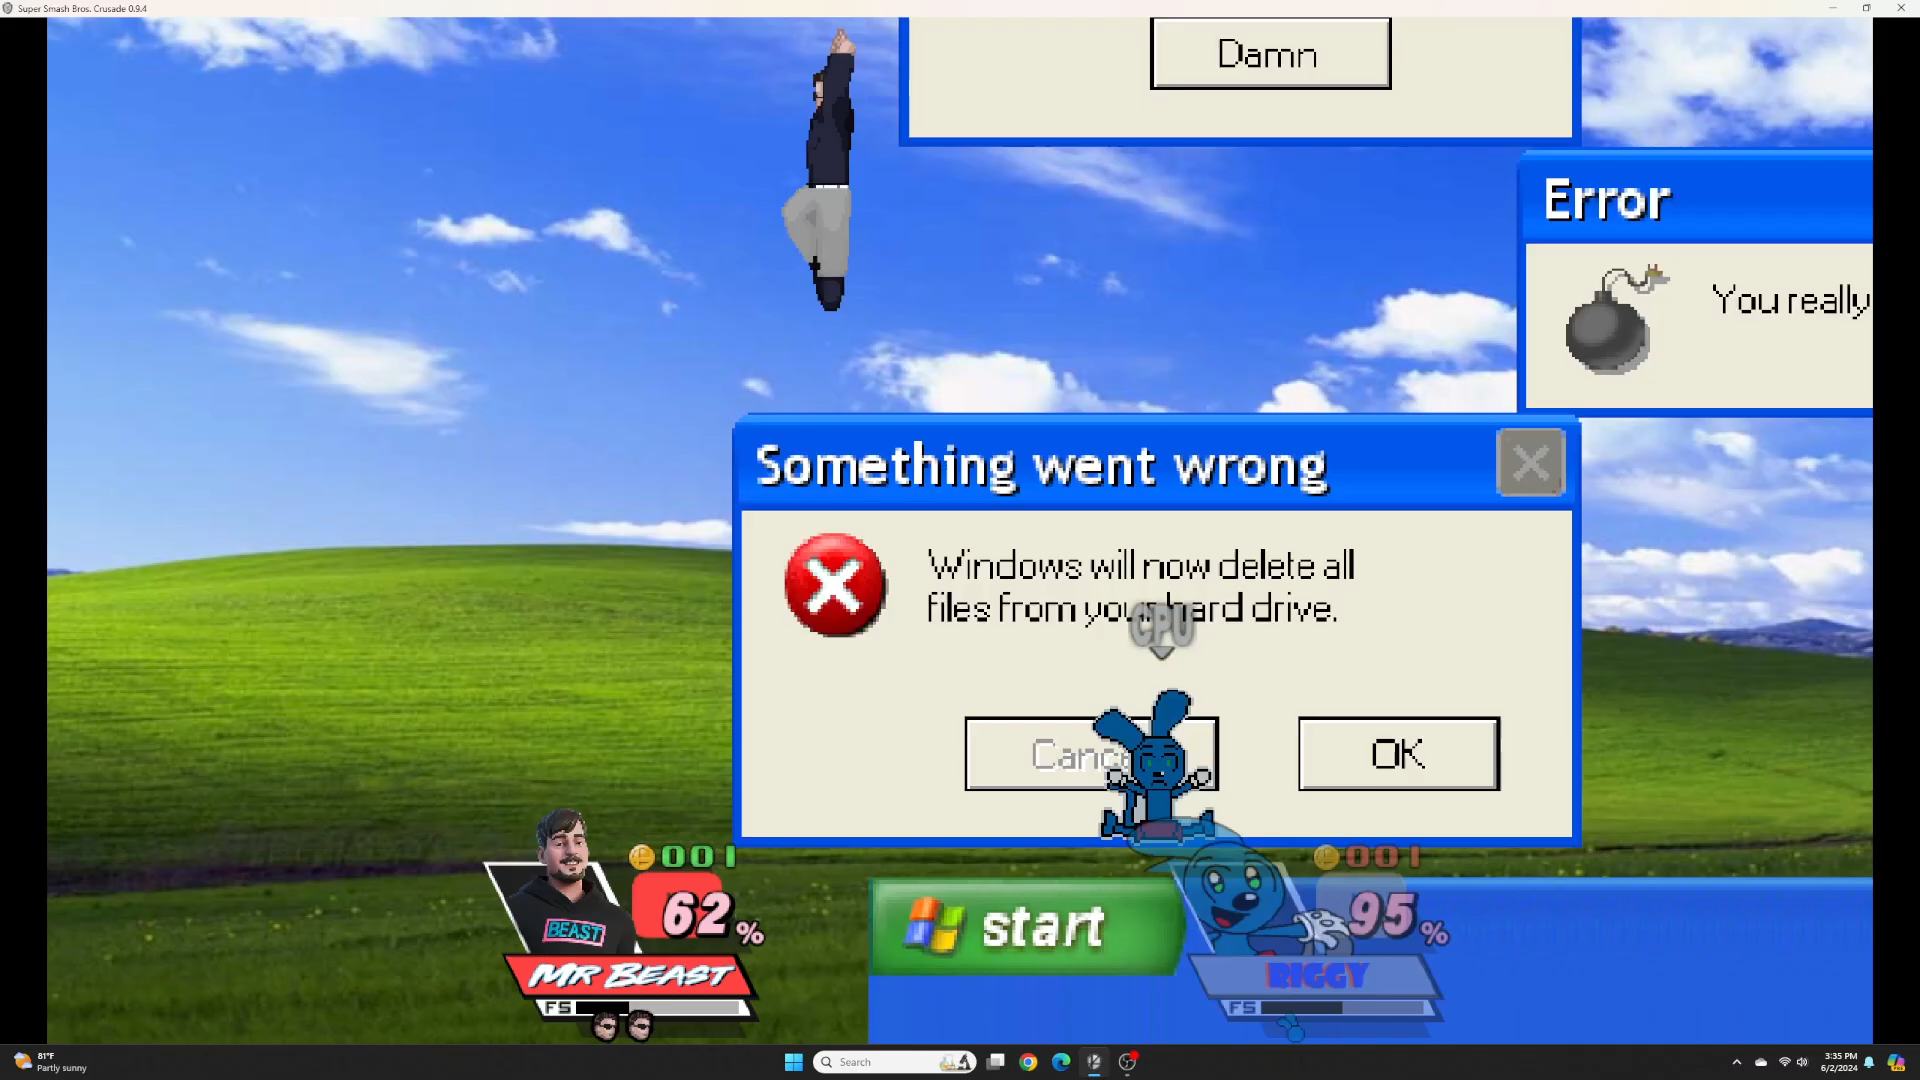 Super Smash Bros. Crusade 0.9.4
Damn
Error
You really
Something went wrong
Windows will now delete all
files from your hard drive.
CPU
Cance
OK
001
62%
BEAST
MR BEAST
FS
start
001
95%
RIGGY
FS
81°F
Partly sunny
Search
3:35 PM
6/2/2024